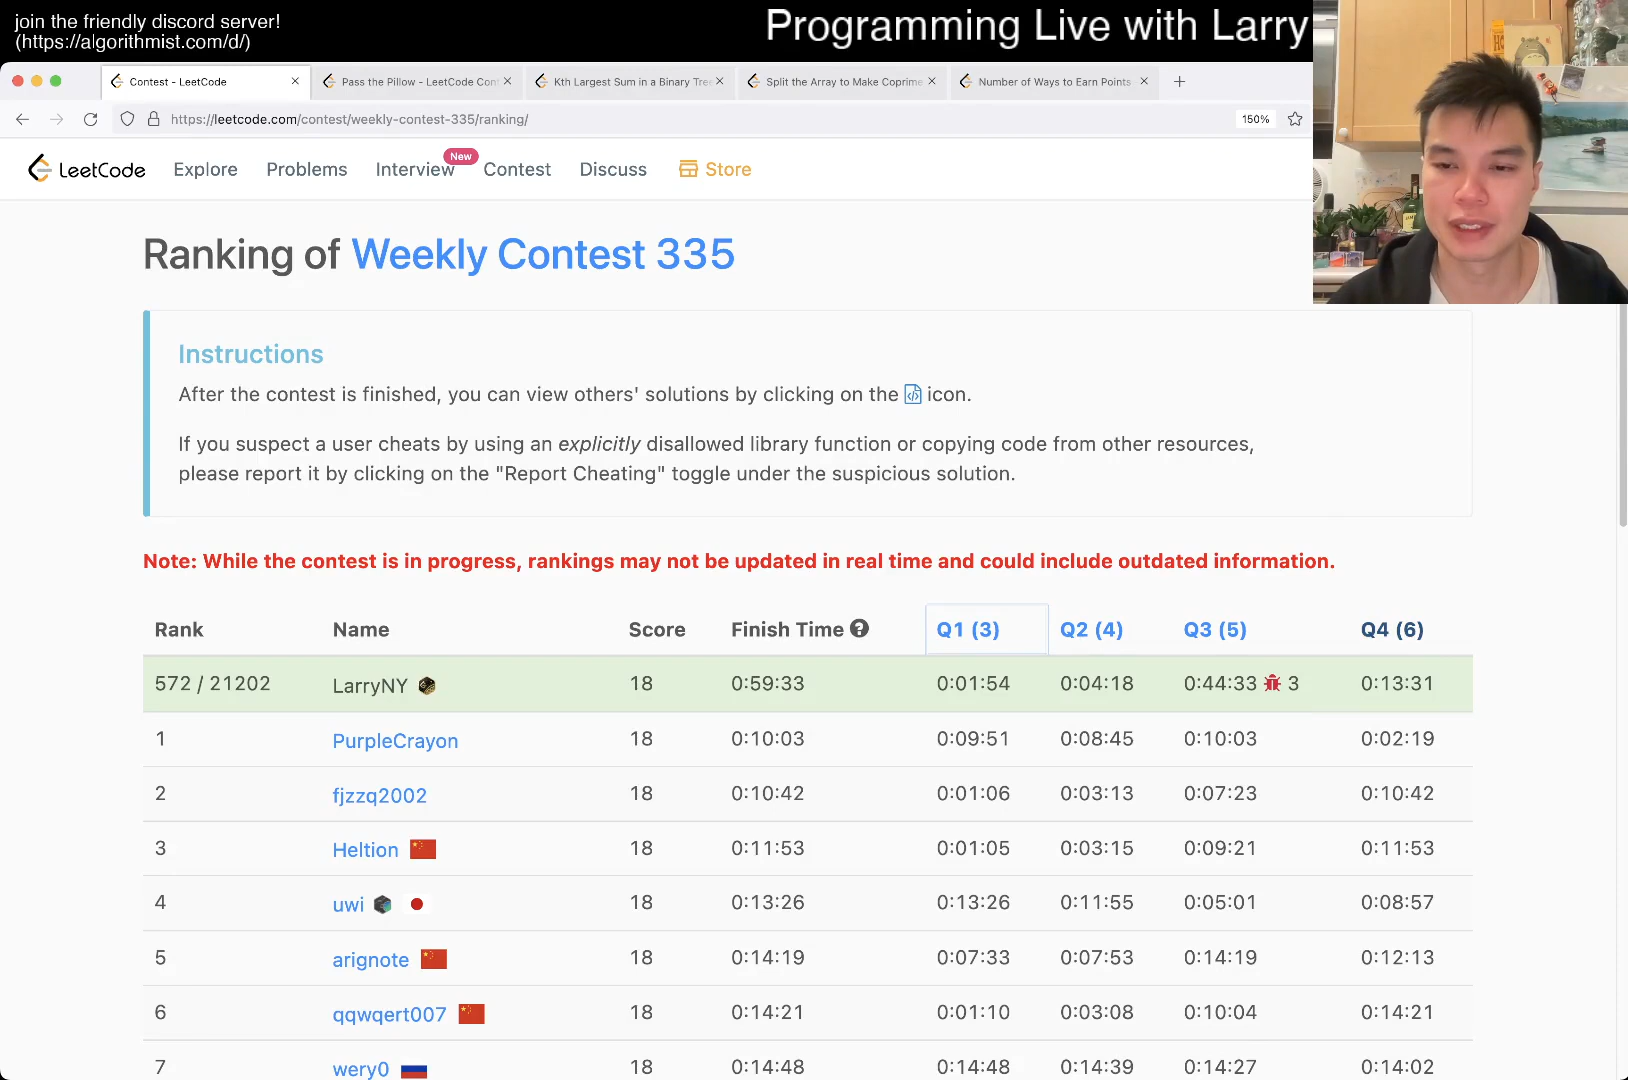 join the friendly discord server!
(https://algorithmist.com/d/)
Programming Live with Larry
Contest - LeetCode
Pass the Pillow - LeetCode Cont
Kth Largest Sum in a Binary Tree
Split the Array to Make Coprime
Number of Ways to Earn Points
https://leetcode.com/contest/weekly-contest-335/ranking/
150%
LeetCode
Explore
Problems
Interview
New
Contest
Discuss
Store
Ranking of Weekly Contest 335
Instructions
After the contest is finished, you can view others' solutions by clicking on the icon.
If you suspect a user cheats by using an explicitly disallowed library function or copying code from other resources,
please report it by clicking on the "Report Cheating" toggle under the suspicious solution.
Note: While the contest is in progress, rankings may not be updated in real time and could include outdated information.
Rank Name Score Finish Time ? Q1 (3) Q2 (4) Q3 (5) Q4 (6)
572 / 21202 LarryNY 18 0:59:33 0:01:54 0:04:18 0:44:33 3 0:13:31
1 PurpleCrayon 18 0:10:03 0:09:51 0:08:45 0:10:03 0:02:19
2 fjzzq2002 18 0:10:42 0:01:06 0:03:13 0:07:23 0:10:42
3 Heltion 18 0:11:53 0:01:05 0:03:15 0:09:21 0:11:53
4 uwi 18 0:13:26 0:13:26 0:11:55 0:05:01 0:08:57
5 arignote 18 0:14:19 0:07:33 0:07:53 0:14:19 0:12:13
6 qqwqert007 18 0:14:21 0:01:10 0:03:08 0:10:04 0:14:21
7 wery0 18 0:14:48 0:14:48 0:14:39 0:14:27 0:14:02